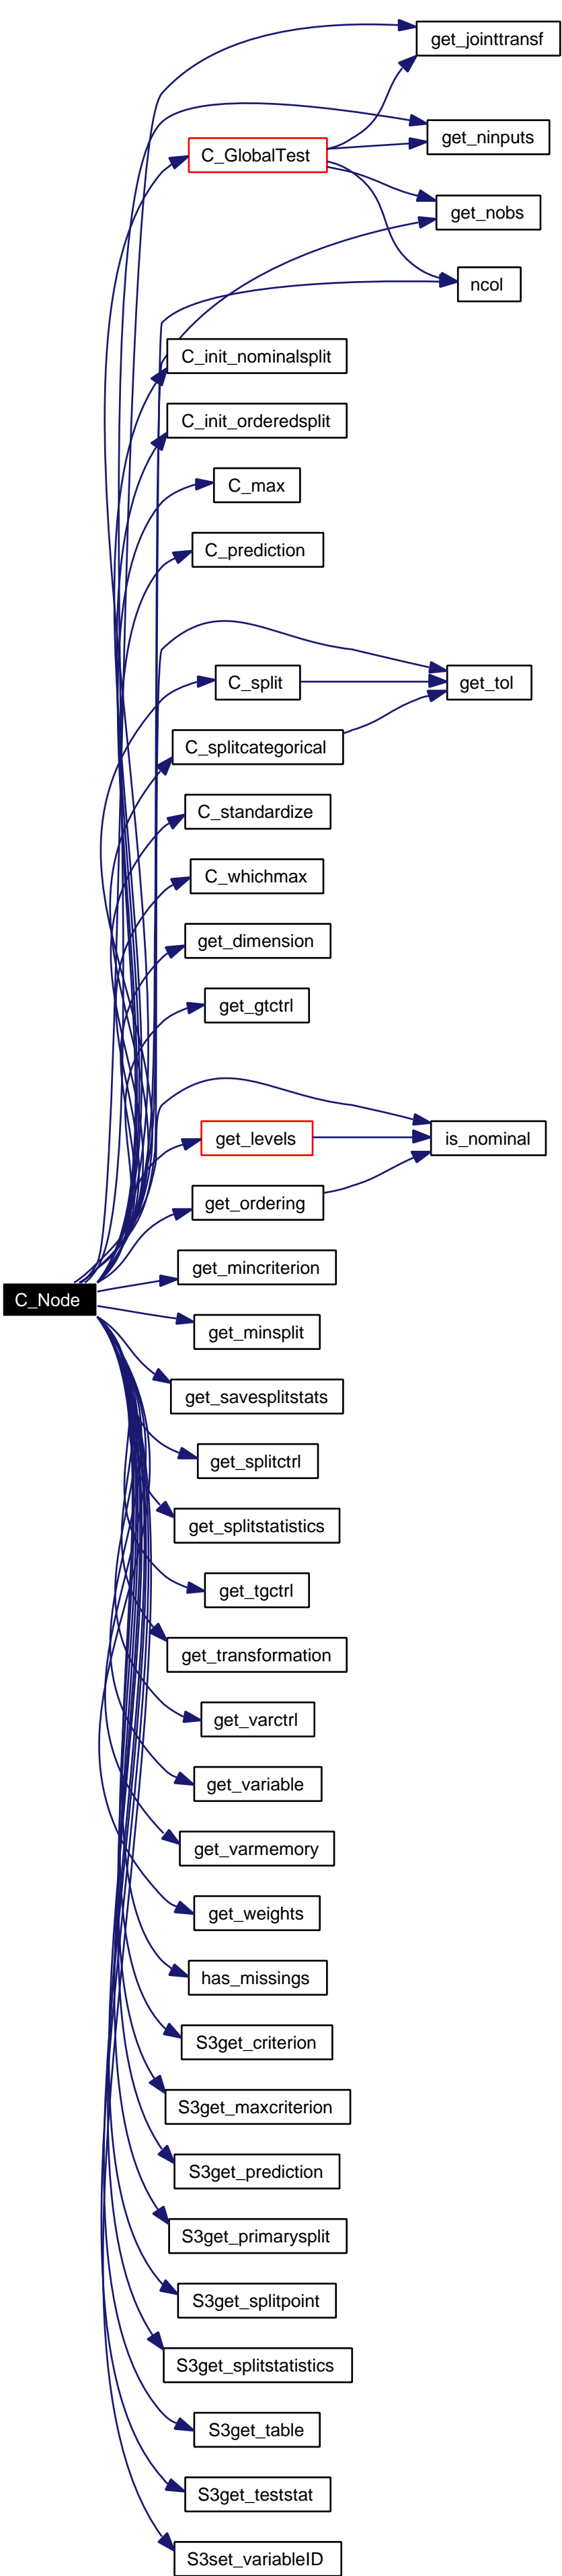 get_jointtransf
get_ninputs
C_GlobalTest
get_nobs
ncol
C_init_nominalsplit
C_init_orderedsplit
C_max
C_prediction
C_split
get_tol
C_splitcategorical
C_standardize
C_whichmax
get_dimension
get_gtctrl
get_levels
is_nominal
get_ordering
get_mincriterion
C_Node
get_minsplit
get_savesplitstats
get_splitctrl
get_splitstatistics
get_tgctrl
get_transformation
get_varctrl
get_variable
get_varmemory
get_weights
has_missings
S3get_criterion
S3get_maxcriterion
S3get_prediction
S3get_primarysplit
S3get_splitpoint
S3get_splitstatistics
S3get_table
S3get_teststat
S3set_variableID